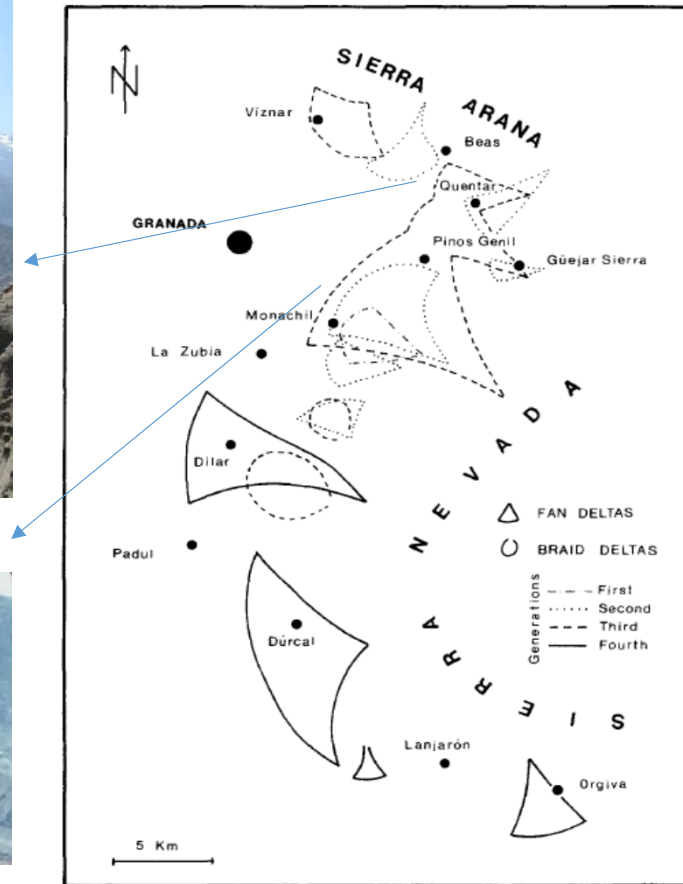 N
SIERRA ARANA
Víznar
Beas
Quentar
GRANADA
Pinos Genil
Güejar Sierra
Monachil
La Zubia
Dilar
Padul
Dúrcal
SIERRA NEVADA
FAN DELTAS
BRAID DELTAS
Generations
First
Second
Third
Fourth
Lanjarón
Orgiva
5 Km